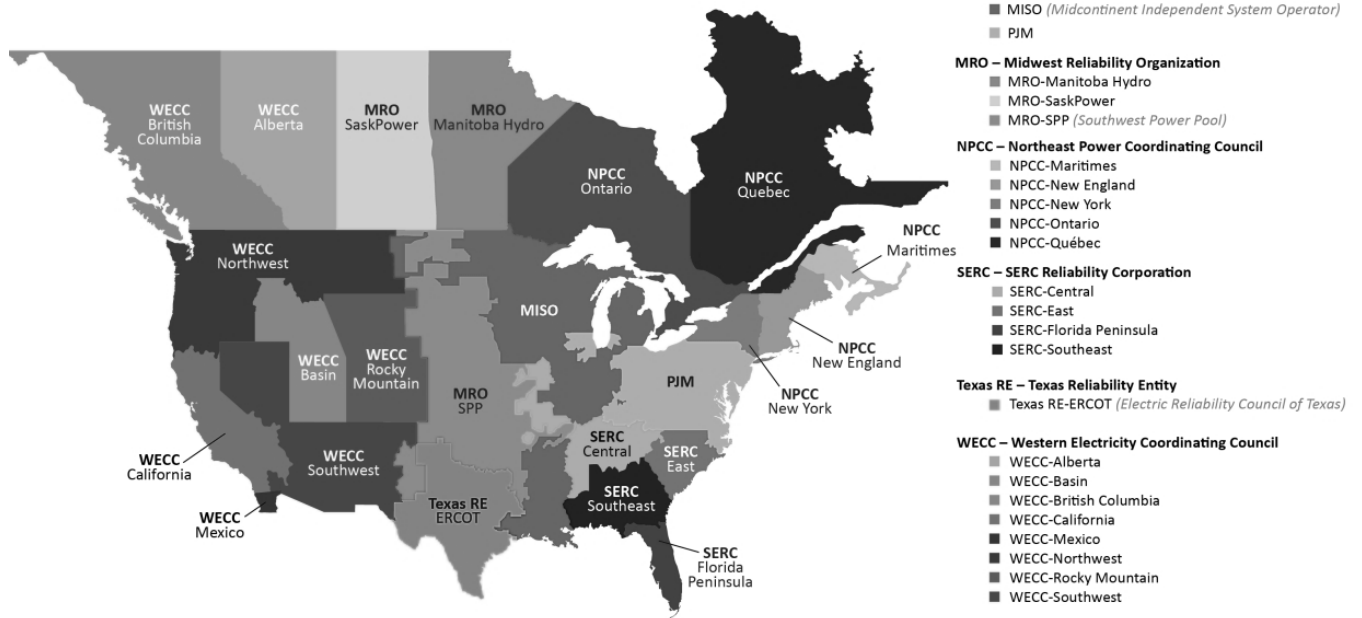 MISO (Midcontinent Independent System Operator)
PJM
MRO – Midwest Reliability Organization
MRO-Manitoba Hydro
MRO-SaskPower
MRO-SPP (Southwest Power Pool)
NPCC – Northeast Power Coordinating Council
NPCC-Maritimes
NPCC-New England
NPCC-New York
NPCC-Ontario
NPCC-Québec
SERC – SERC Reliability Corporation
SERC-Central
SERC-East
SERC-Florida Peninsula
SERC-Southeast
Texas RE – Texas Reliability Entity
Texas RE-ERCOT (Electric Reliability Council of Texas)
WECC – Western Electricity Coordinating Council
WECC-Alberta
WECC-Basin
WECC-British Columbia
WECC-California
WECC-Mexico
WECC-Northwest
WECC-Rocky Mountain
WECC-Southwest
WECC
British
Columbia
WECC
Alberta
MRO
SaskPower
MRO
Manitoba Hydro
NPCC
Ontario
NPCC
Quebec
NPCC
Maritimes
WECC
Northwest
MISO
WECC
Basin
WECC
Rocky
Mountain
MRO
SPP
PJM
NPCC
New England
NPCC
New York
WECC
California
WECC
Southwest
SERC
Central
SERC
East
WECC
Mexico
Texas RE
ERCOT
SERC
Southeast
SERC
Florida
Peninsula